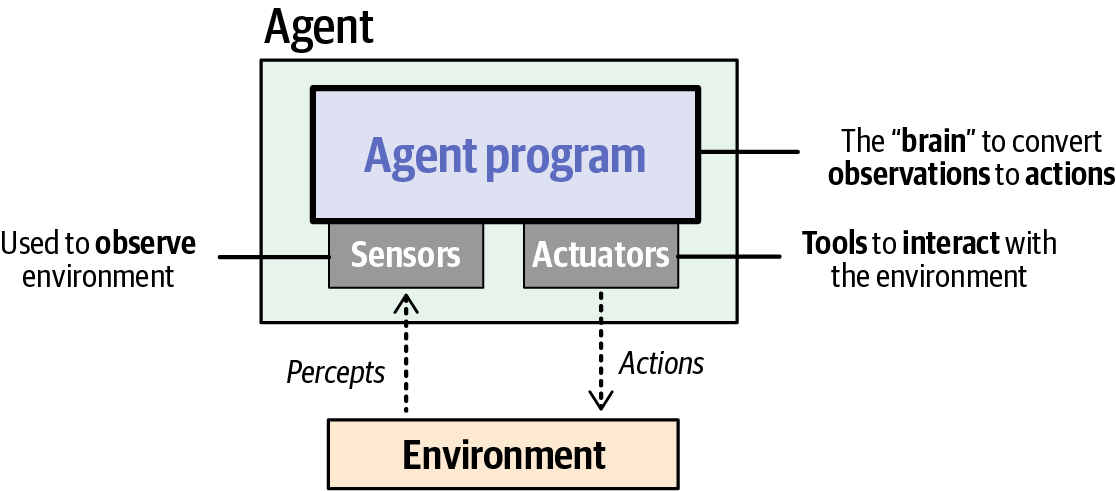 Agent
Agent program
The “brain” to convert
observations to actions
Used to observe
environment
Sensors
Actuators
Tools to interact with
the environment
Percepts
Actions
Environment